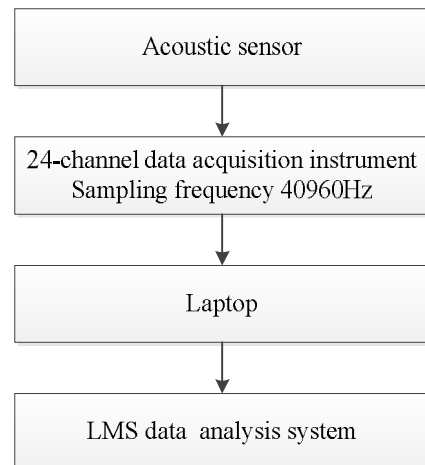 Acoustic sensor
24-channel data acquisition instrument
Sampling frequency 40960Hz
Laptop
LMS data analysis system